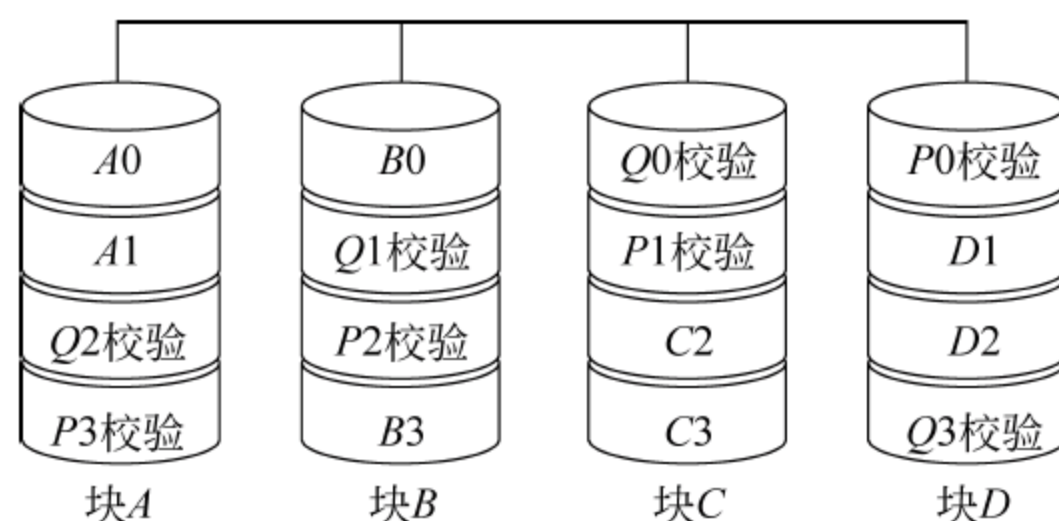 A0 B0 Q0校验 P0校验
A1 Q1校验 P1校验 D1
Q2校验 P2校验 C2 D2
P3校验 B3 C3 Q3校验
块A 块B 块C 块D